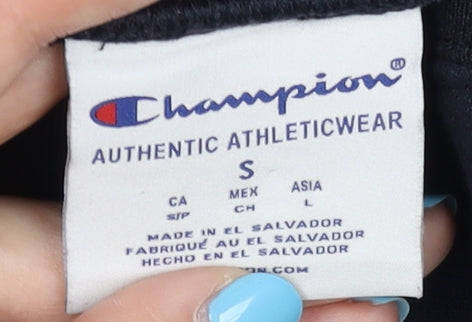 Champion®
AUTHENTIC ATHLETICWEAR
S
CA MEX ASIA
S/P CH L
MADE IN EL SALVADOR
FABRIQUÉ AU EL SALVADOR
HECHO EN EL SALVADOR
.COM